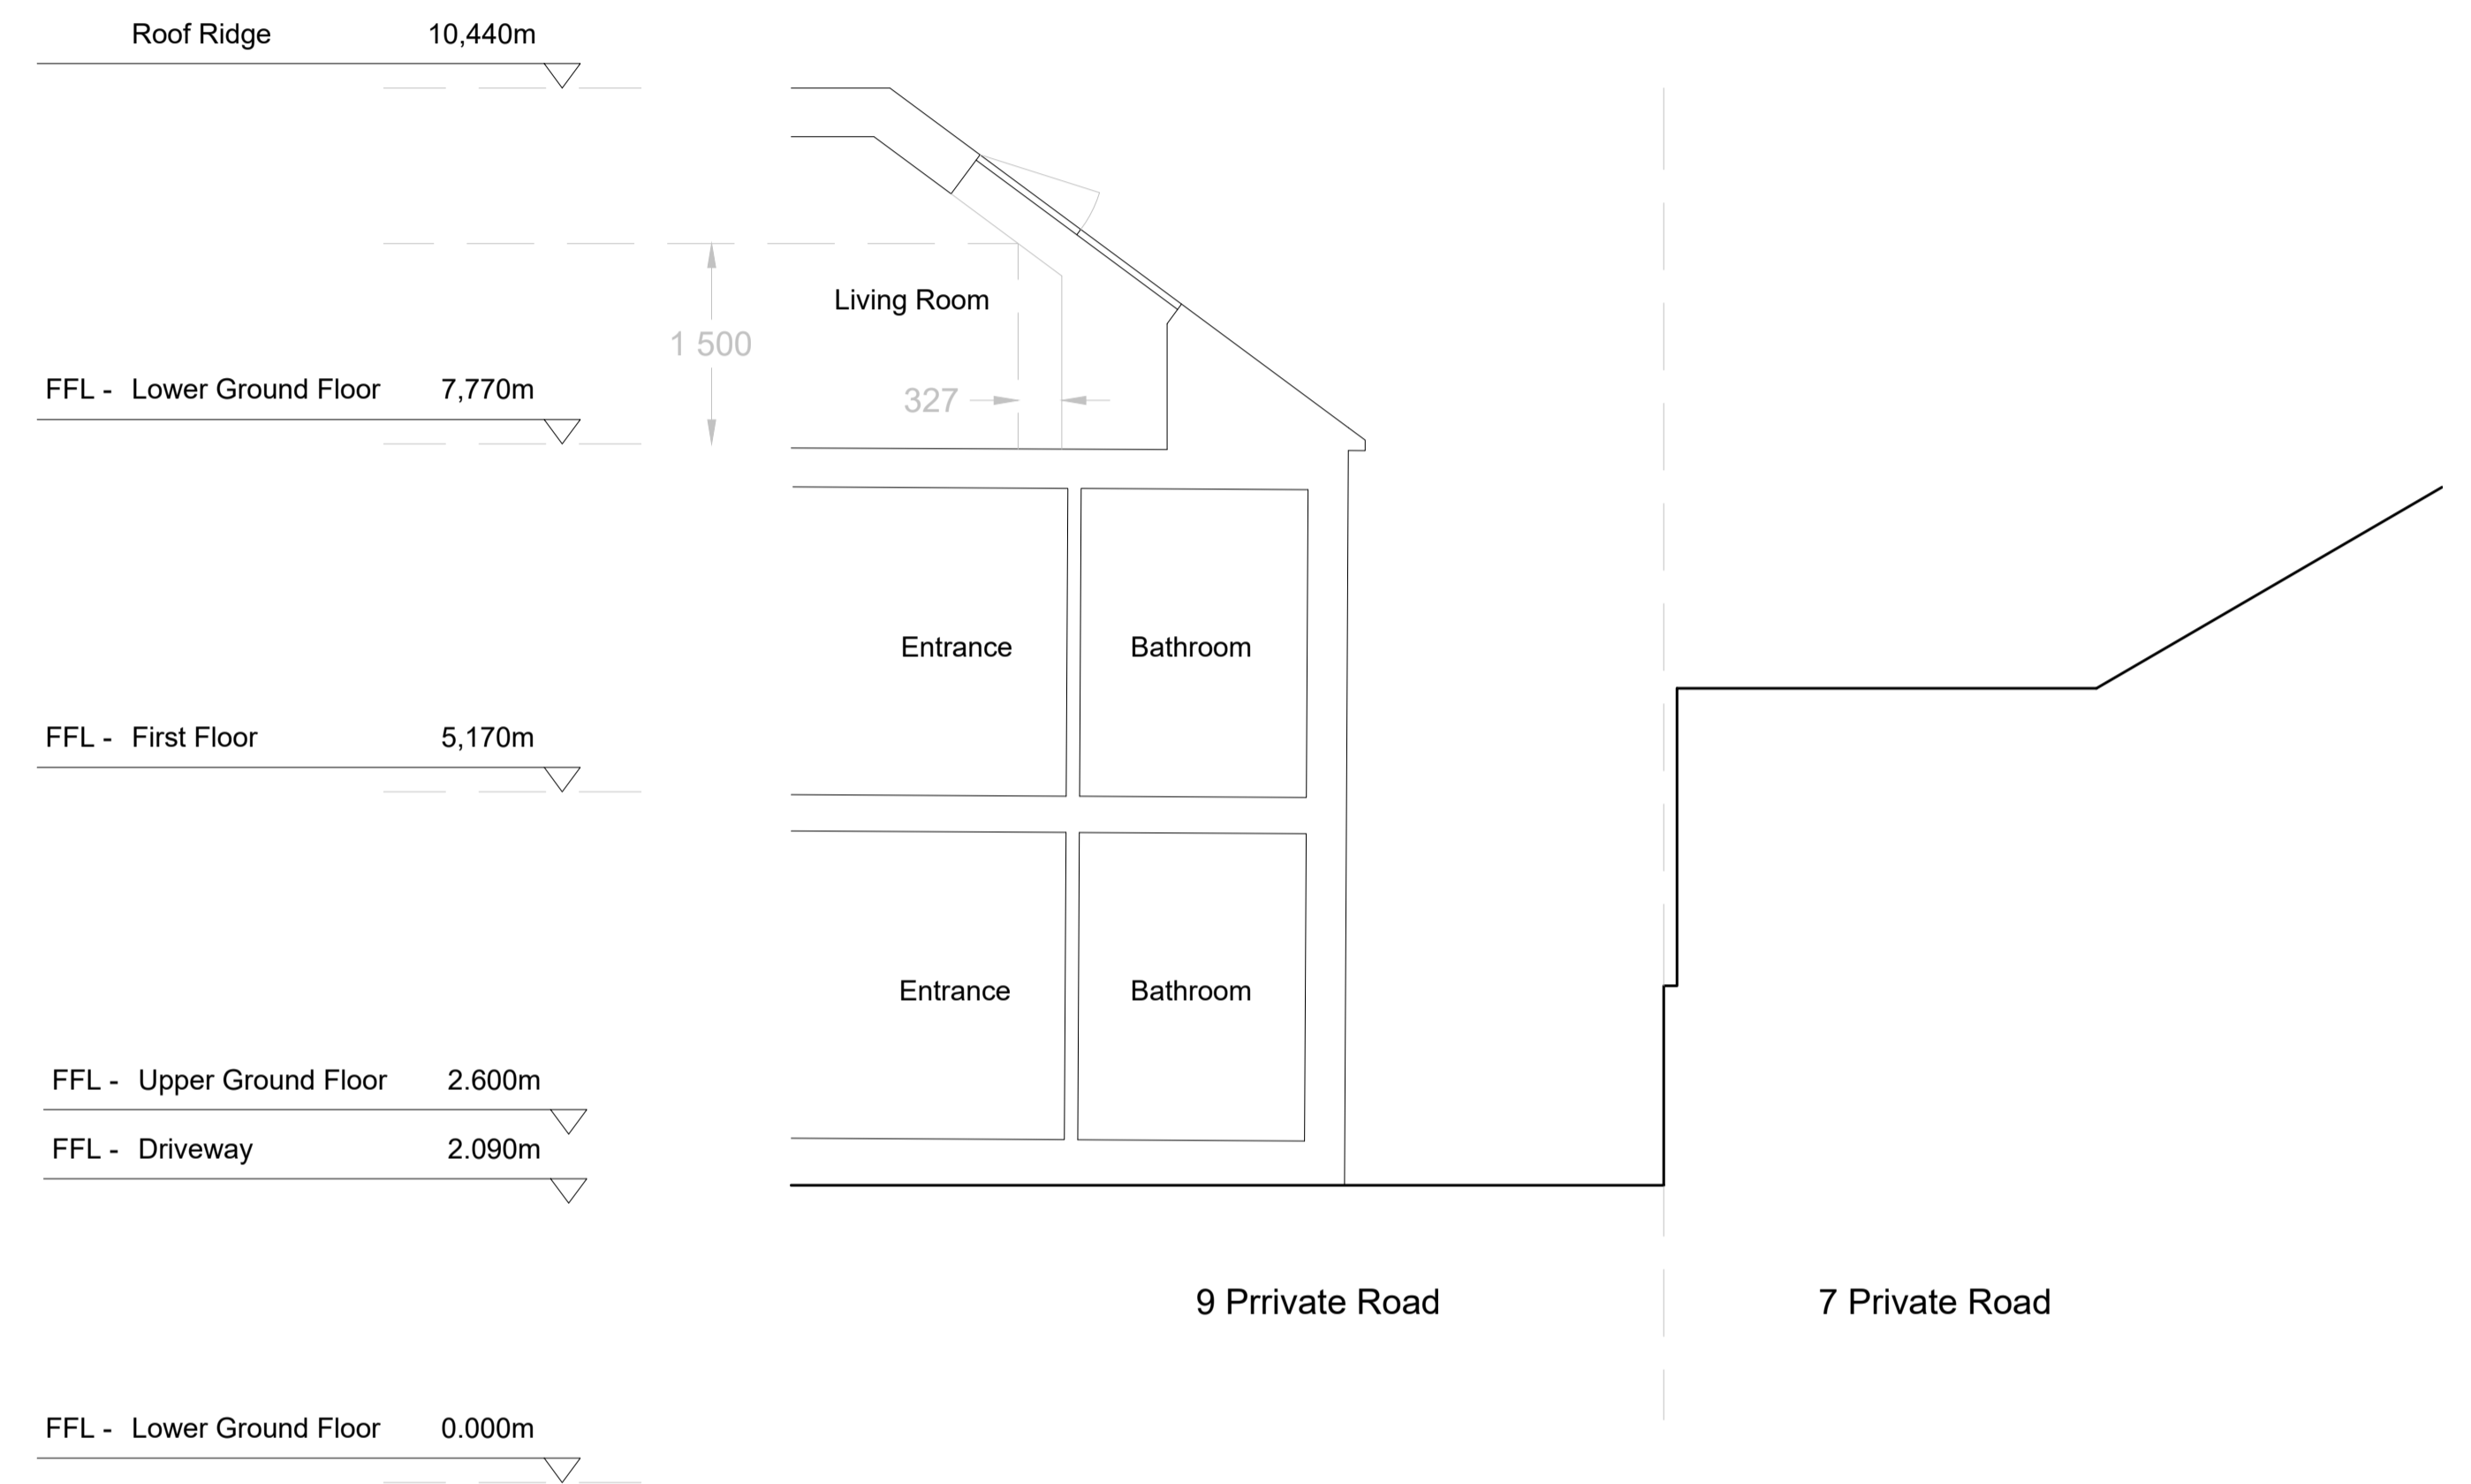 Roof Ridge 10,440m
Living Room
1 500
FFL - Lower Ground Floor 7,770m
327
Entrance Bathroom
FFL - First Floor 5,170m
Entrance Bathroom
FFL - Upper Ground Floor 2.600m
FFL - Driveway 2.090m
9 Prrivate Road 7 Private Road
FFL - Lower Ground Floor 0.000m